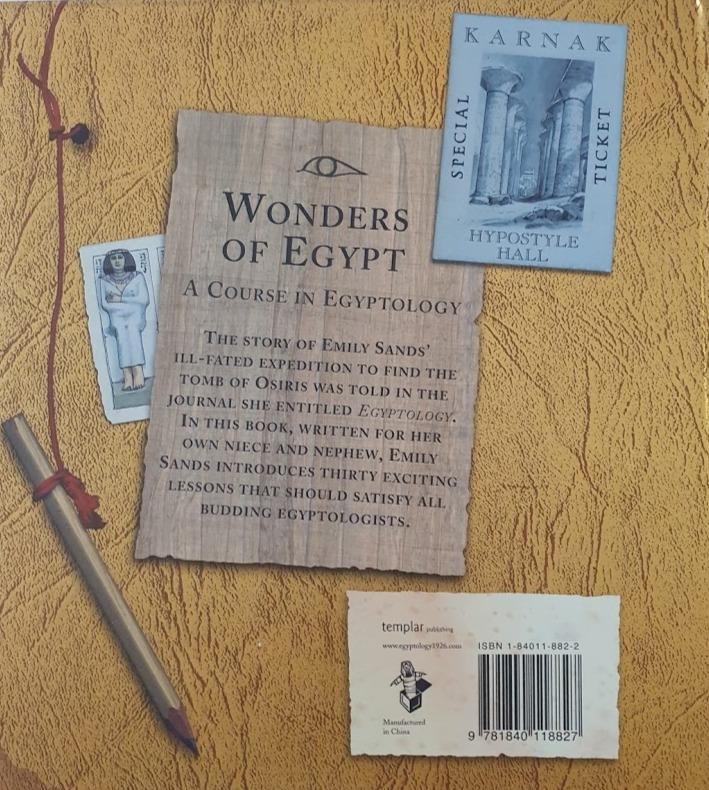 KARNAK
SPECIAL
TICKET
HYPOSTYLE
HALL
WONDERS
OF EGYPT
A COURSE IN EGYPTOLOGY
THE STORY OF EMILY SANDS'
ILL-FATED EXPEDITION TO FIND THE
TOMB OF OSIRIS WAS TOLD IN THE
JOURNAL SHE ENTITLED EGYPTOLOGY.
IN THIS BOOK, WRITTEN FOR HER
OWN NIECE AND NEPHEW, EMILY
SANDS INTRODUCES THIRTY EXCITING
LESSONS THAT SHOULD SATISFY ALL
BUDDING EGYPTOLOGISTS.
templar publishing
www.egyptology1926.com
ISBN 1-84011-882-2
Manufactured
in China
9 781840 118827